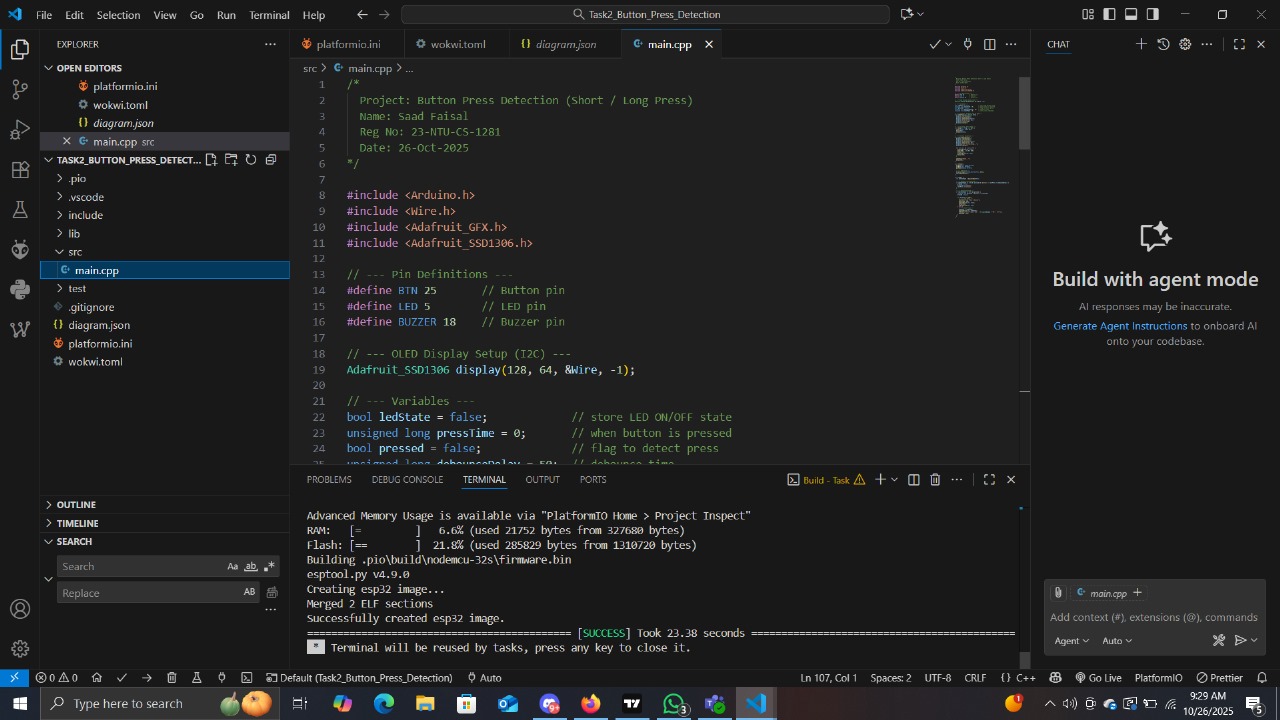 File Edit Selection View Go Run Terminal Help
Task2_Button_Press_Detection
EXPLORER
OPEN EDITORS
platformio.ini
wokwi.toml
diagram.json
main.cpp src
TASK2_BUTTON_PRESS_DETECT...
.pio
.vscode
include
lib
src
main.cpp
test
.gitignore
diagram.json
platformio.ini
wokwi.toml
OUTLINE
TIMELINE
SEARCH
Search
Aa ab .*
Replace
AB
platformio.ini wokwi.toml diagram.json main.cpp
src > main.cpp > ...
1 /*
2 Project: Button Press Detection (Short / Long Press)
3 Name: Saad Faisal
4 Reg No: 23-NTU-CS-1281
5 Date: 26-Oct-2025
6 */
7
8 #include <Arduino.h>
9 #include <Wire.h>
10 #include <Adafruit_GFX.h>
11 #include <Adafruit_SSD1306.h>
12
13 // --- Pin Definitions ---
14 #define BTN 25 // Button pin
15 #define LED 5 // LED pin
16 #define BUZZER 18 // Buzzer pin
17
18 // --- OLED Display Setup (I2C) ---
19 Adafruit_SSD1306 display(128, 64, &Wire, -1);
20
21 // --- Variables ---
22 bool ledState = false; // store LED ON/OFF state
23 unsigned long pressTime = 0; // when button is pressed
24 bool pressed = false; // flag to detect press
25 unsigned long debounceDelay = 50; // debounce time
PROBLEMS DEBUG CONSOLE TERMINAL OUTPUT PORTS
Build - Task
Advanced Memory Usage is available via "PlatformIO Home > Project Inspect"
RAM: [= ] 6.6% (used 21752 bytes from 327680 bytes)
Flash: [== ] 21.8% (used 285829 bytes from 1310720 bytes)
Building .pio\build\nodemcu-32s\firmware.bin
esptool.py v4.9.0
Creating esp32 image...
Merged 2 ELF sections
Successfully created esp32 image.
======================================= [SUCCESS] Took 23.38 seconds =======================================
* Terminal will be reused by tasks, press any key to close it.
CHAT
Build with agent mode
AI responses may be inaccurate.
Generate Agent Instructions to onboard AI
onto your codebase.
main.cpp
Add context (#), extensions (@), commands
Agent Auto
0 0
Default (Task2_Button_Press_Detection)
Auto
Ln 107, Col 1 Spaces: 2 UTF-8 CRLF {} C++ Go Live PlatformIO Prettier
Type here to search
3
1
9:29 AM
10/26/2025
5